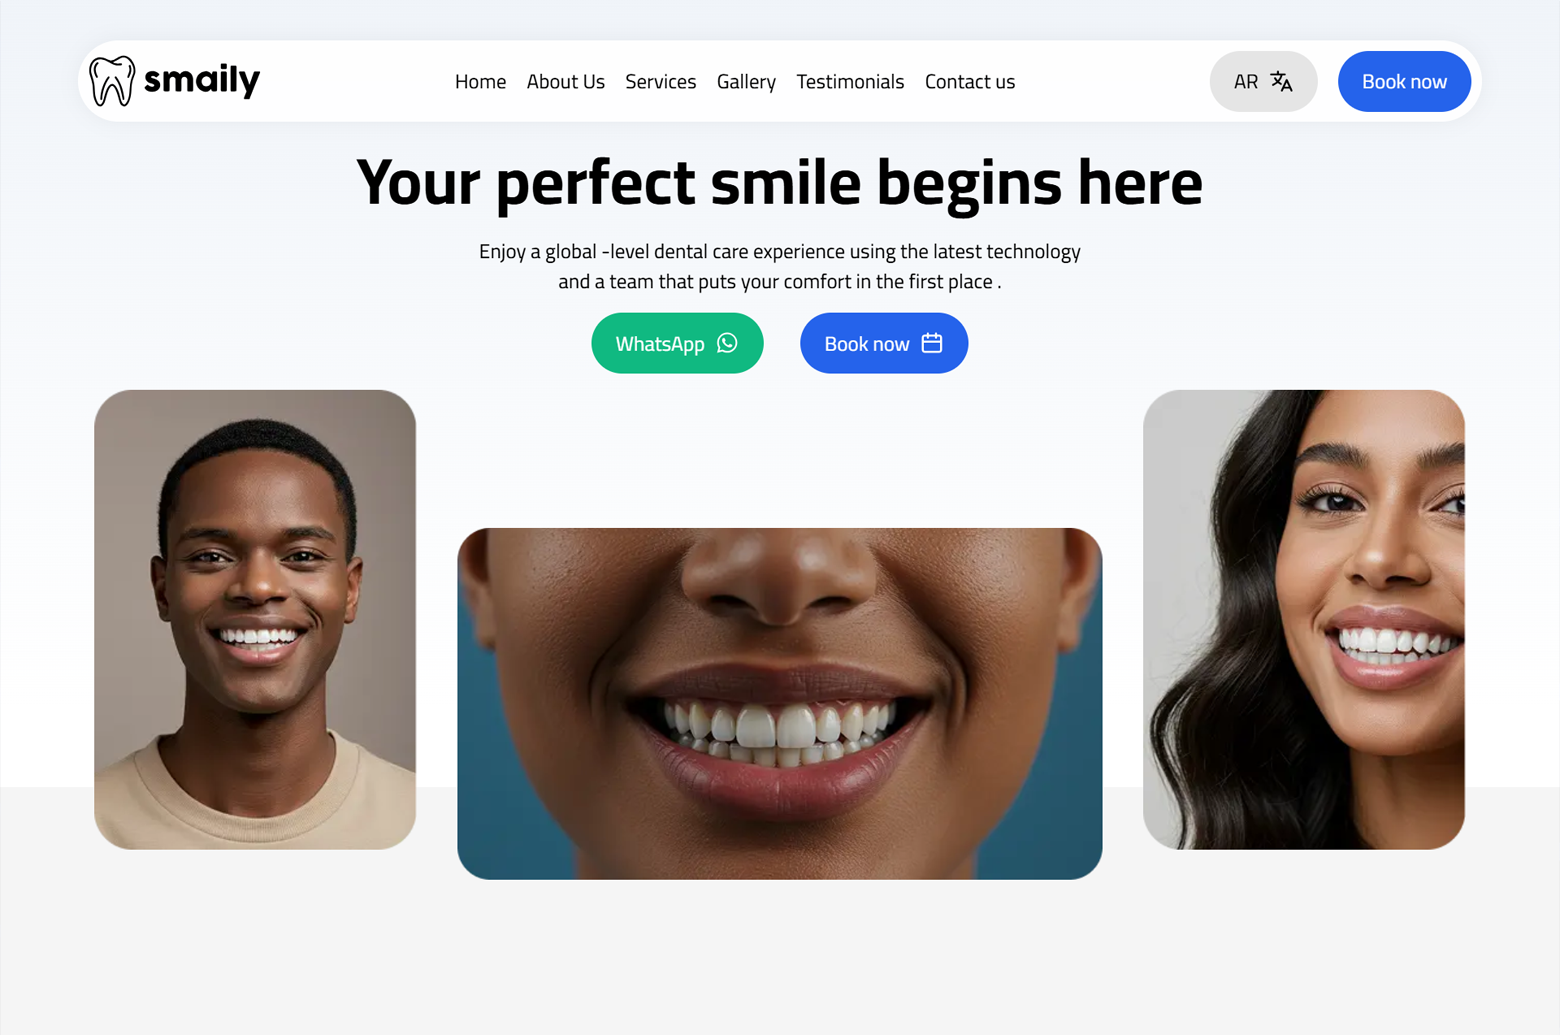 smaily
Home About Us Services Gallery Testimonials Contact us
AR
Book now
Your perfect smile begins here
Enjoy a global -level dental care experience using the latest technology
and a team that puts your comfort in the first place .
WhatsApp
Book now